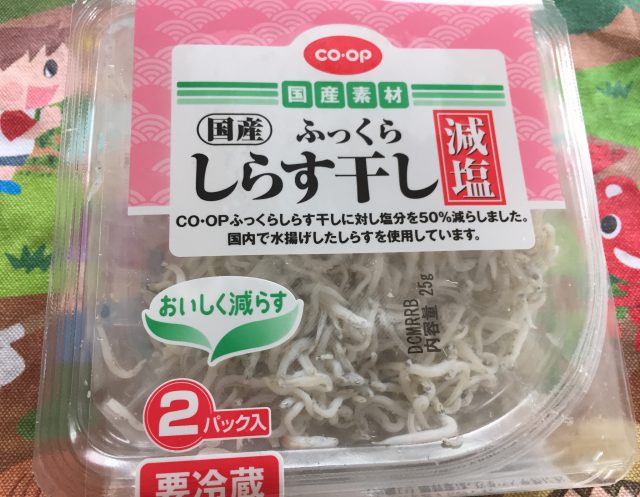 CO·OP
国産素材
国産 ふっくら
しらす干し
減塩
CO・OPふっくらしらす干しに対し塩分を50%減らしました。
国内で水揚げしたしらすを使用しています。
おいしく減らす
DCMRRB
内容量 25g
2パック入
要冷蔵